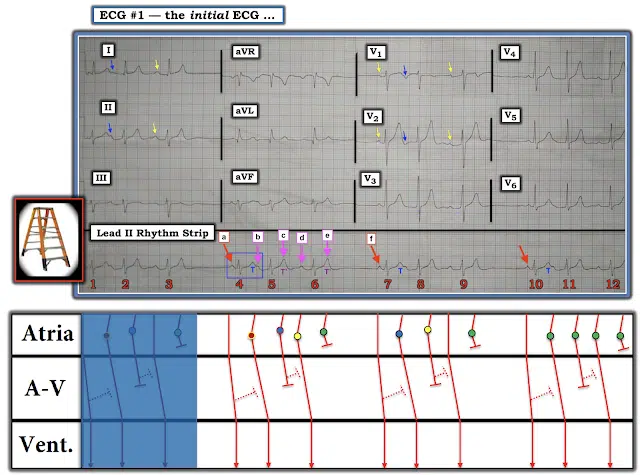 ECG #1 — the initial ECG ...
I
aVR
V1
V4
II
aVL
V2
V5
III
aVF
V3
V6
Lead II Rhythm Strip
a b c d e f
T T T T T
1 2 3 4 5 6 7 8 9 10 11 12
Atria
A-V
Vent.